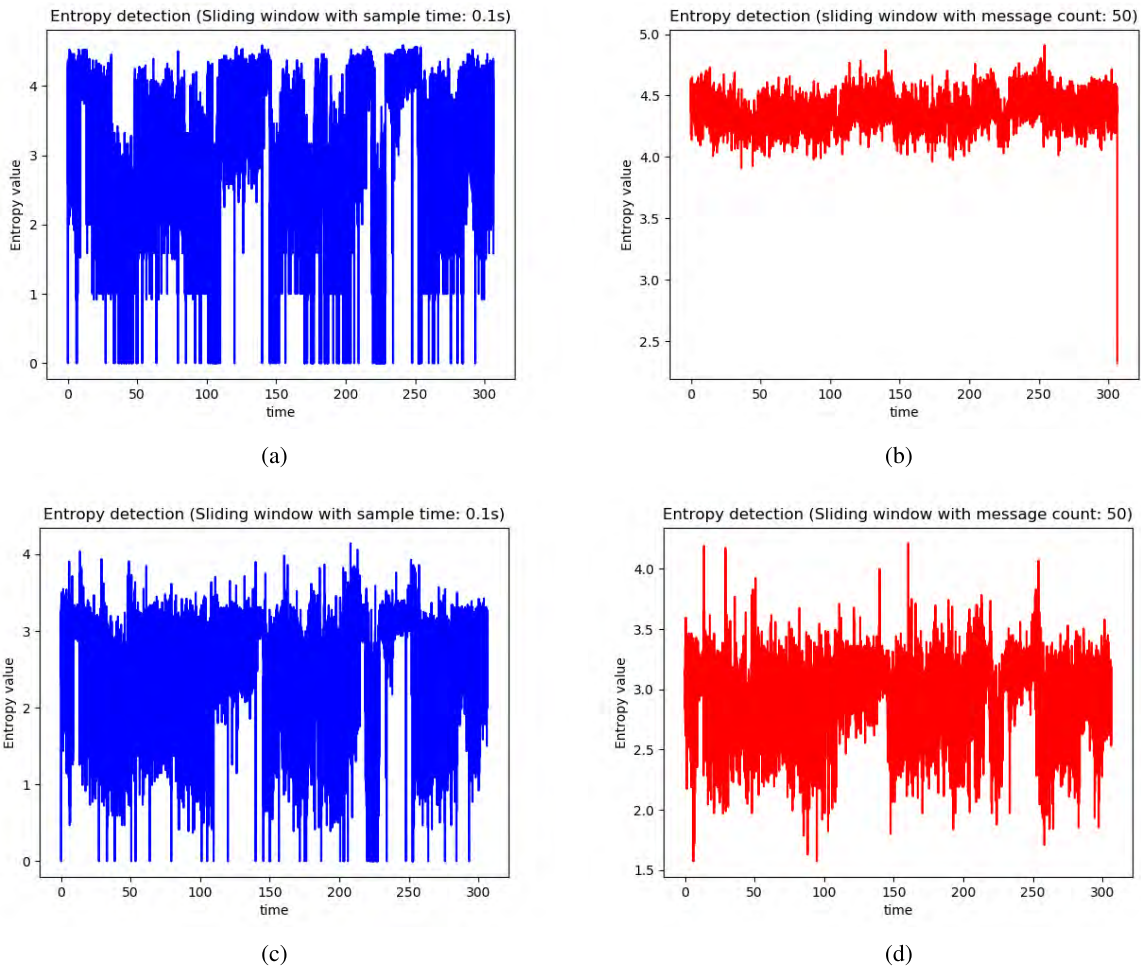 Entropy detection (Sliding window with sample time: 0.1s)
Entropy value
4
3
2
1
0
0 50 100 150 200 250 300
time
(a)
Entropy detection (sliding window with message count: 50)
Entropy value
5.0
4.5
4.0
3.5
3.0
2.5
0 50 100 150 200 250 300
time
(b)
Entropy detection (Sliding window with sample time: 0.1s)
Entropy value
4
3
2
1
0
0 50 100 150 200 250 300
time
(c)
Entropy detection (Sliding window with message count: 50)
Entropy value
4.0
3.5
3.0
2.5
2.0
1.5
0 50 100 150 200 250 300
time
(d)